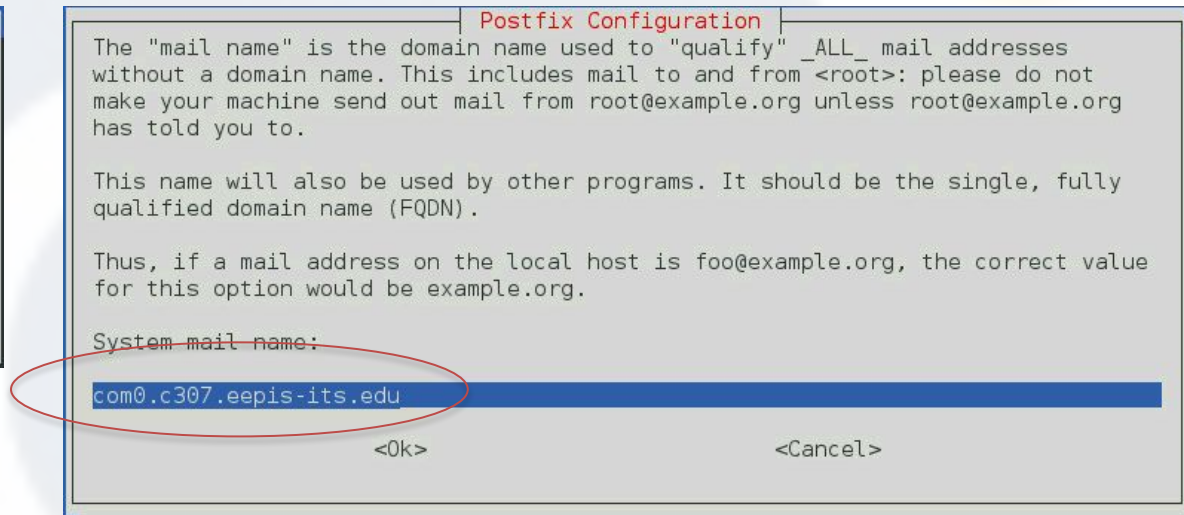 Postfix Configuration
The "mail name" is the domain name used to "qualify" _ALL_ mail addresses
without a domain name. This includes mail to and from <root>: please do not
make your machine send out mail from root@example.org unless root@example.org
has told you to.
This name will also be used by other programs. It should be the single, fully
qualified domain name (FQDN).
Thus, if a mail address on the local host is foo@example.org, the correct value
for this option would be example.org.
System mail name:
com0.c307.eepis-its.edu
<Ok> <Cancel>